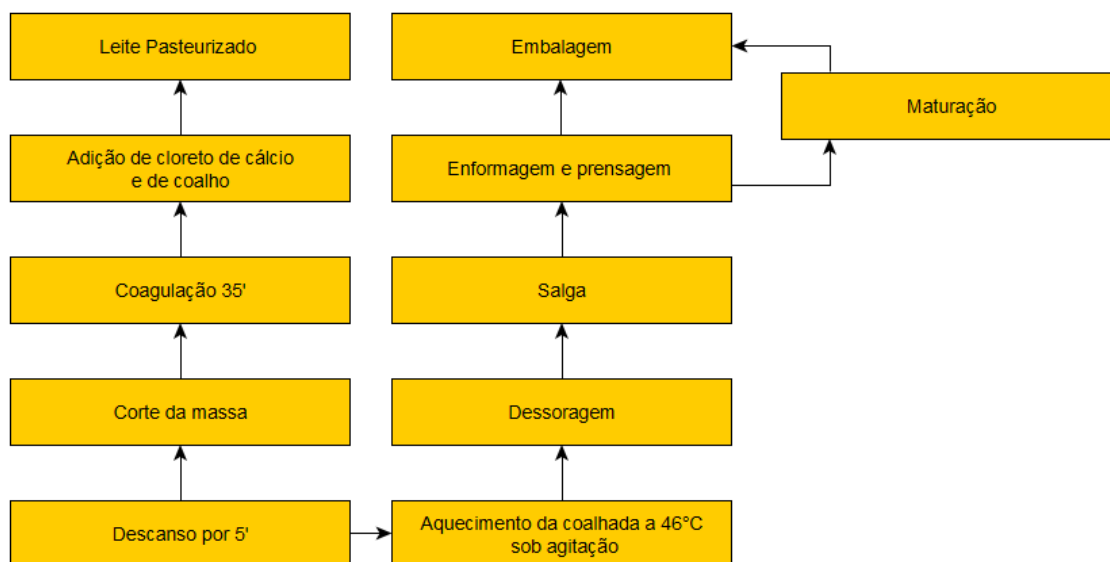 Leite Pasteurizado
Adição de cloreto de cálcio
e de coalho
Coagulação 35'
Corte da massa
Descanso por 5'
Embalagem
Enformagem e prensagem
Salga
Dessoragem
Aquecimento da coalhada a 46°C
sob agitação
Maturação